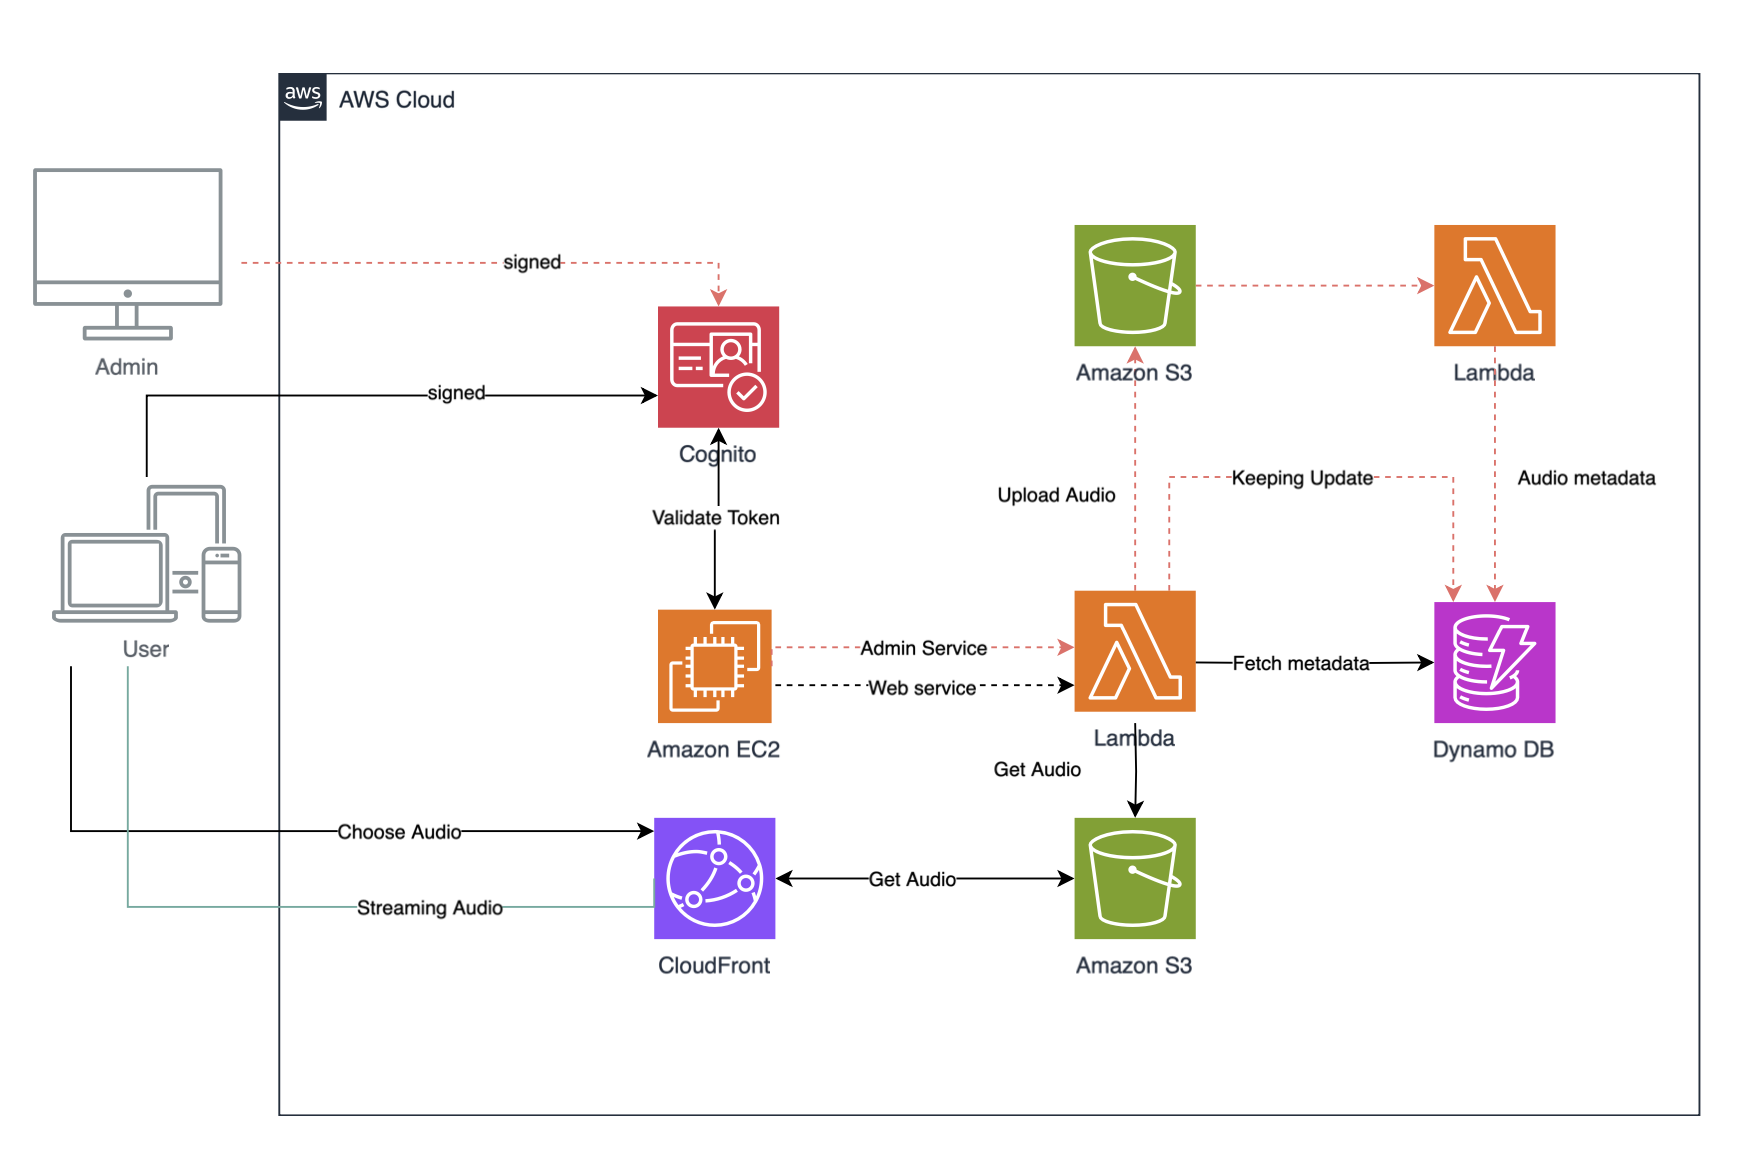 aws
AWS Cloud
signed
Admin
signed
Cognito
Amazon S3
Lambda
Upload Audio
Keeping Update
Audio metadata
Validate Token
User
Admin Service
Web service
Fetch metadata
Amazon EC2
Lambda
Dynamo DB
Get Audio
Choose Audio
Get Audio
Streaming Audio
CloudFront
Amazon S3